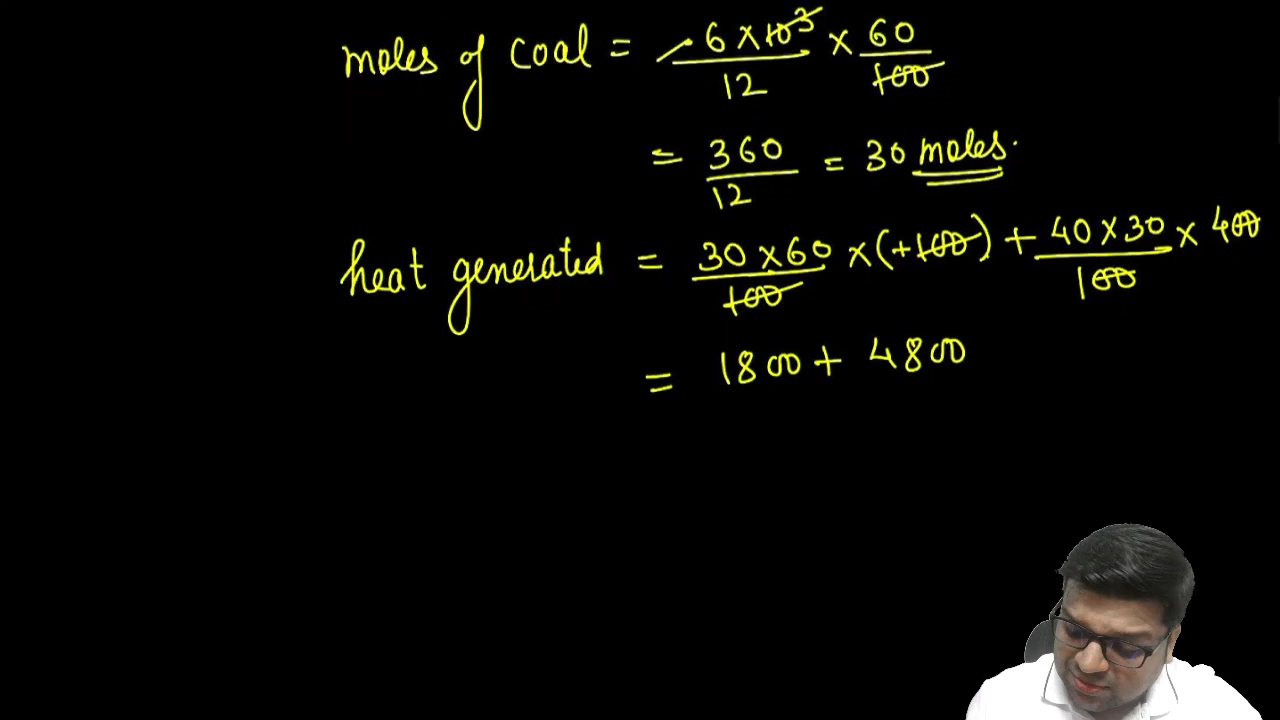 moles of coal = .6 × 10³/12 × 60/100
= 360/12 = 30 moles.
heat generated = 30 × 60/100 × (+100) + 40 × 30/100 × 400
= 1800 + 4800